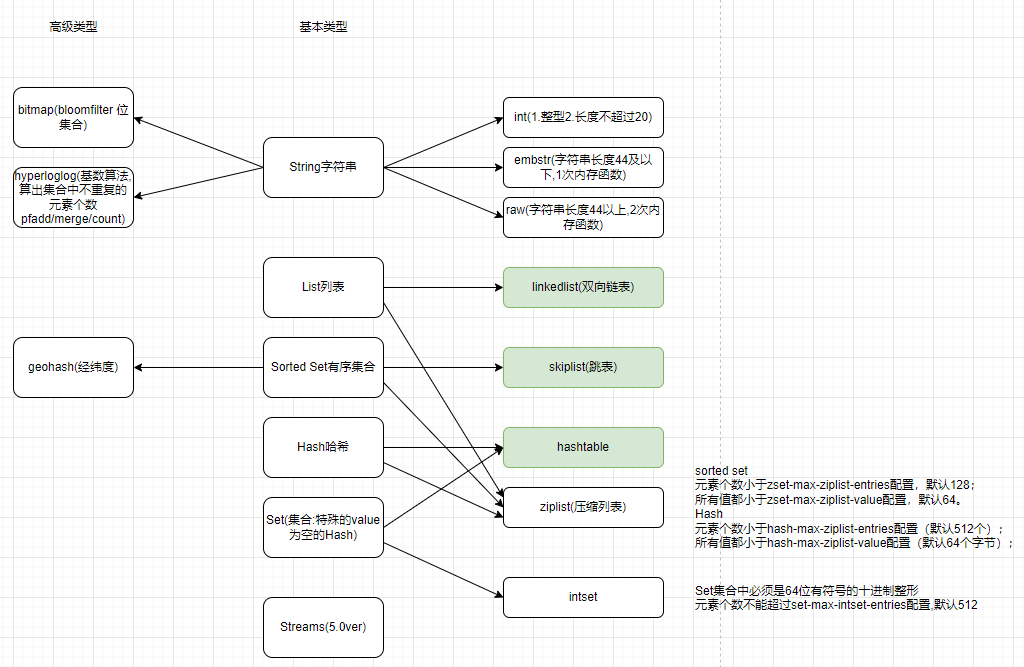 高级类型
基本类型
bitmap(bloomfilter 位
集合)
hyperloglog(基数算法,
算出集合中不重复的
元素个数
pfadd/merge/count)
String字符串
int(1.整型2.长度不超过20)
embstr(字符串长度44及以
下,1次内存函数)
raw(字符串长度44以上,2次内
存函数)
List列表
linkedlist(双向链表)
geohash(经纬度)
Sorted Set有序集合
skiplist(跳表)
Hash哈希
hashtable
ziplist(压缩列表)
sorted set
元素个数小于zset-max-ziplist-entries配置，默认128；
所有值都小于zset-max-ziplist-value配置，默认64。
Hash
元素个数小于hash-max-ziplist-entries配置（默认512个）；
所有值都小于hash-max-ziplist-value配置（默认64个字节）；
Set(集合:特殊的value
为空的Hash)
intset
Set集合中必须是64位有符号的十进制整形
元素个数不能超过set-max-intset-entries配置,默认512
Streams(5.0ver)